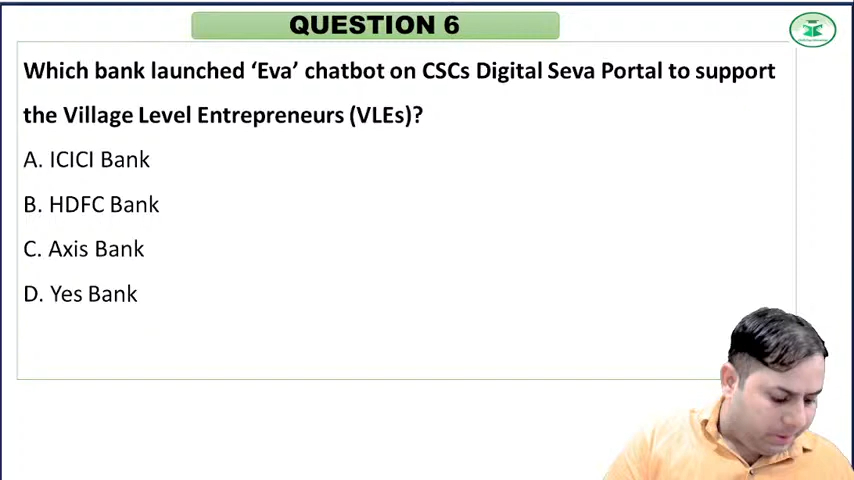 QUESTION 6
Which bank launched ‘Eva’ chatbot on CSCs Digital Seva Portal to support
the Village Level Entrepreneurs (VLEs)?
A. ICICI Bank
B. HDFC Bank
C. Axis Bank
D. Yes Bank